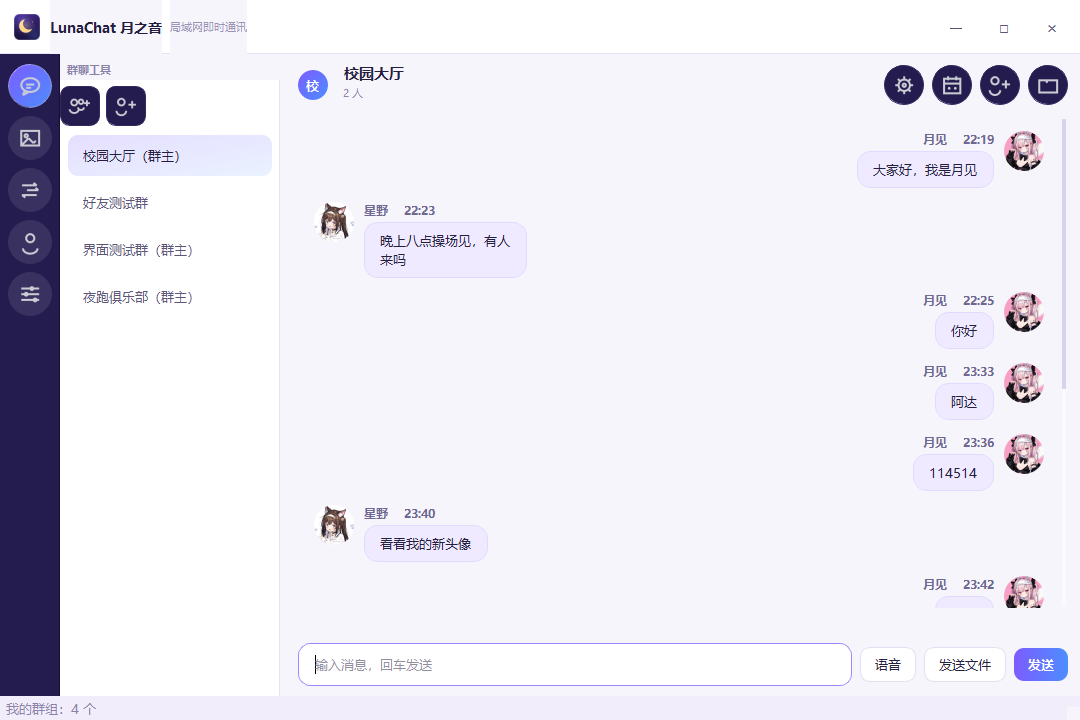 LunaChat 月之音
局域网即时通讯
群聊工具
校园大厅（群主）
好友测试群
界面测试群（群主）
夜跑俱乐部（群主）
校
校园大厅
2 人
月见 22:19
大家好，我是月见
星野 22:23
晚上八点操场见，有人
来吗
月见 22:25
你好
月见 23:33
阿达
月见 23:36
114514
星野 23:40
看看我的新头像
月见 23:42
输入消息，回车发送
语音
发送文件
发送
我的群组：4 个